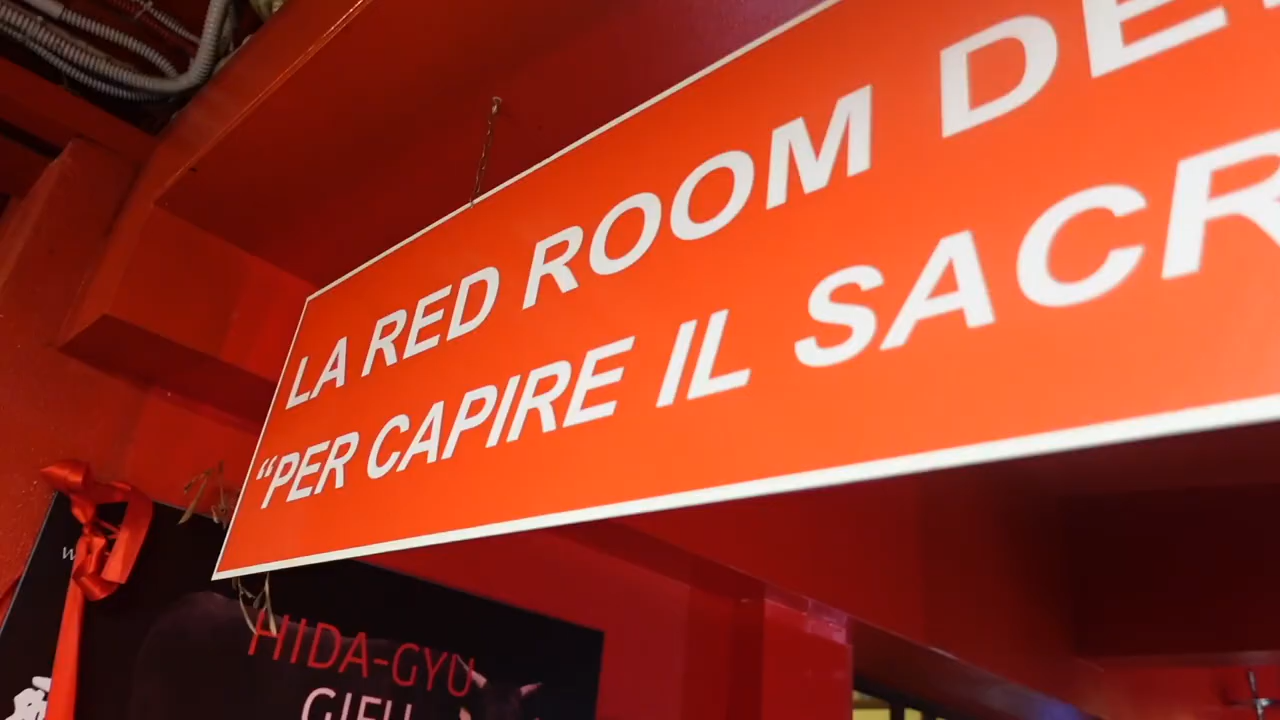 LA RED ROOM DE
"PER CAPIRE IL SACR
HIDA-GYU
GIFU